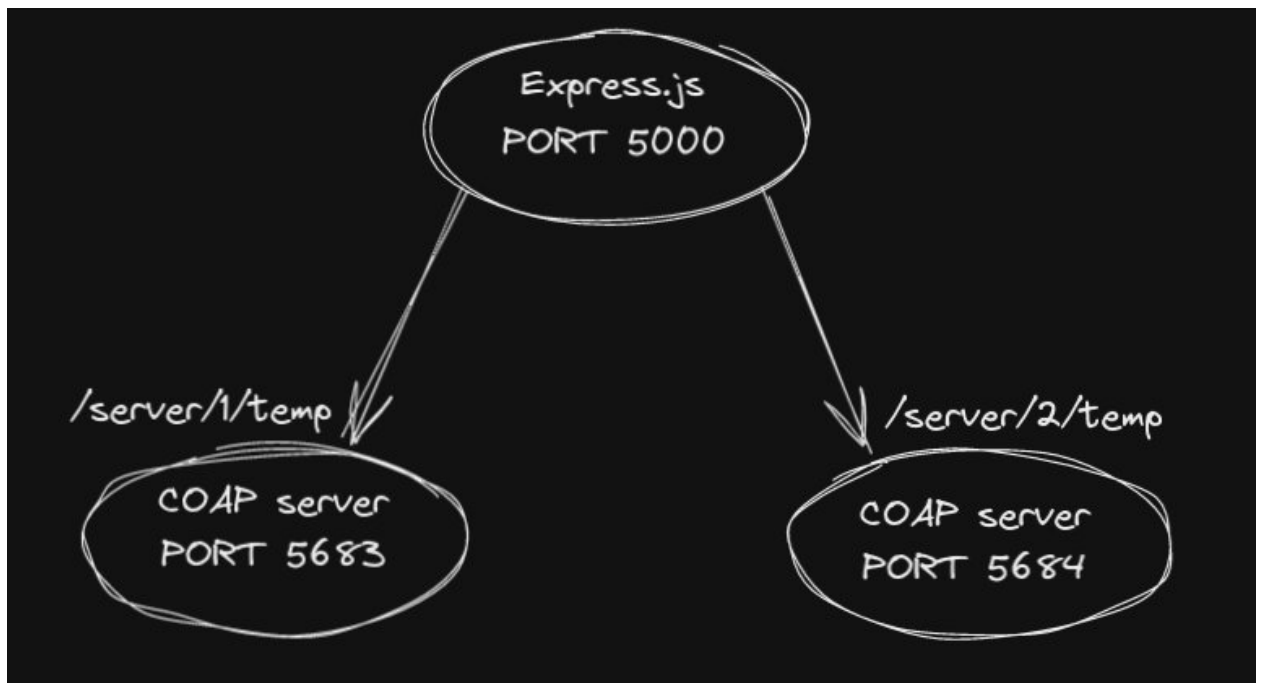 Express.js
PORT 5000
/server/1/temp
/server/2/temp
COAP server
PORT 5683
COAP server
PORT 5684